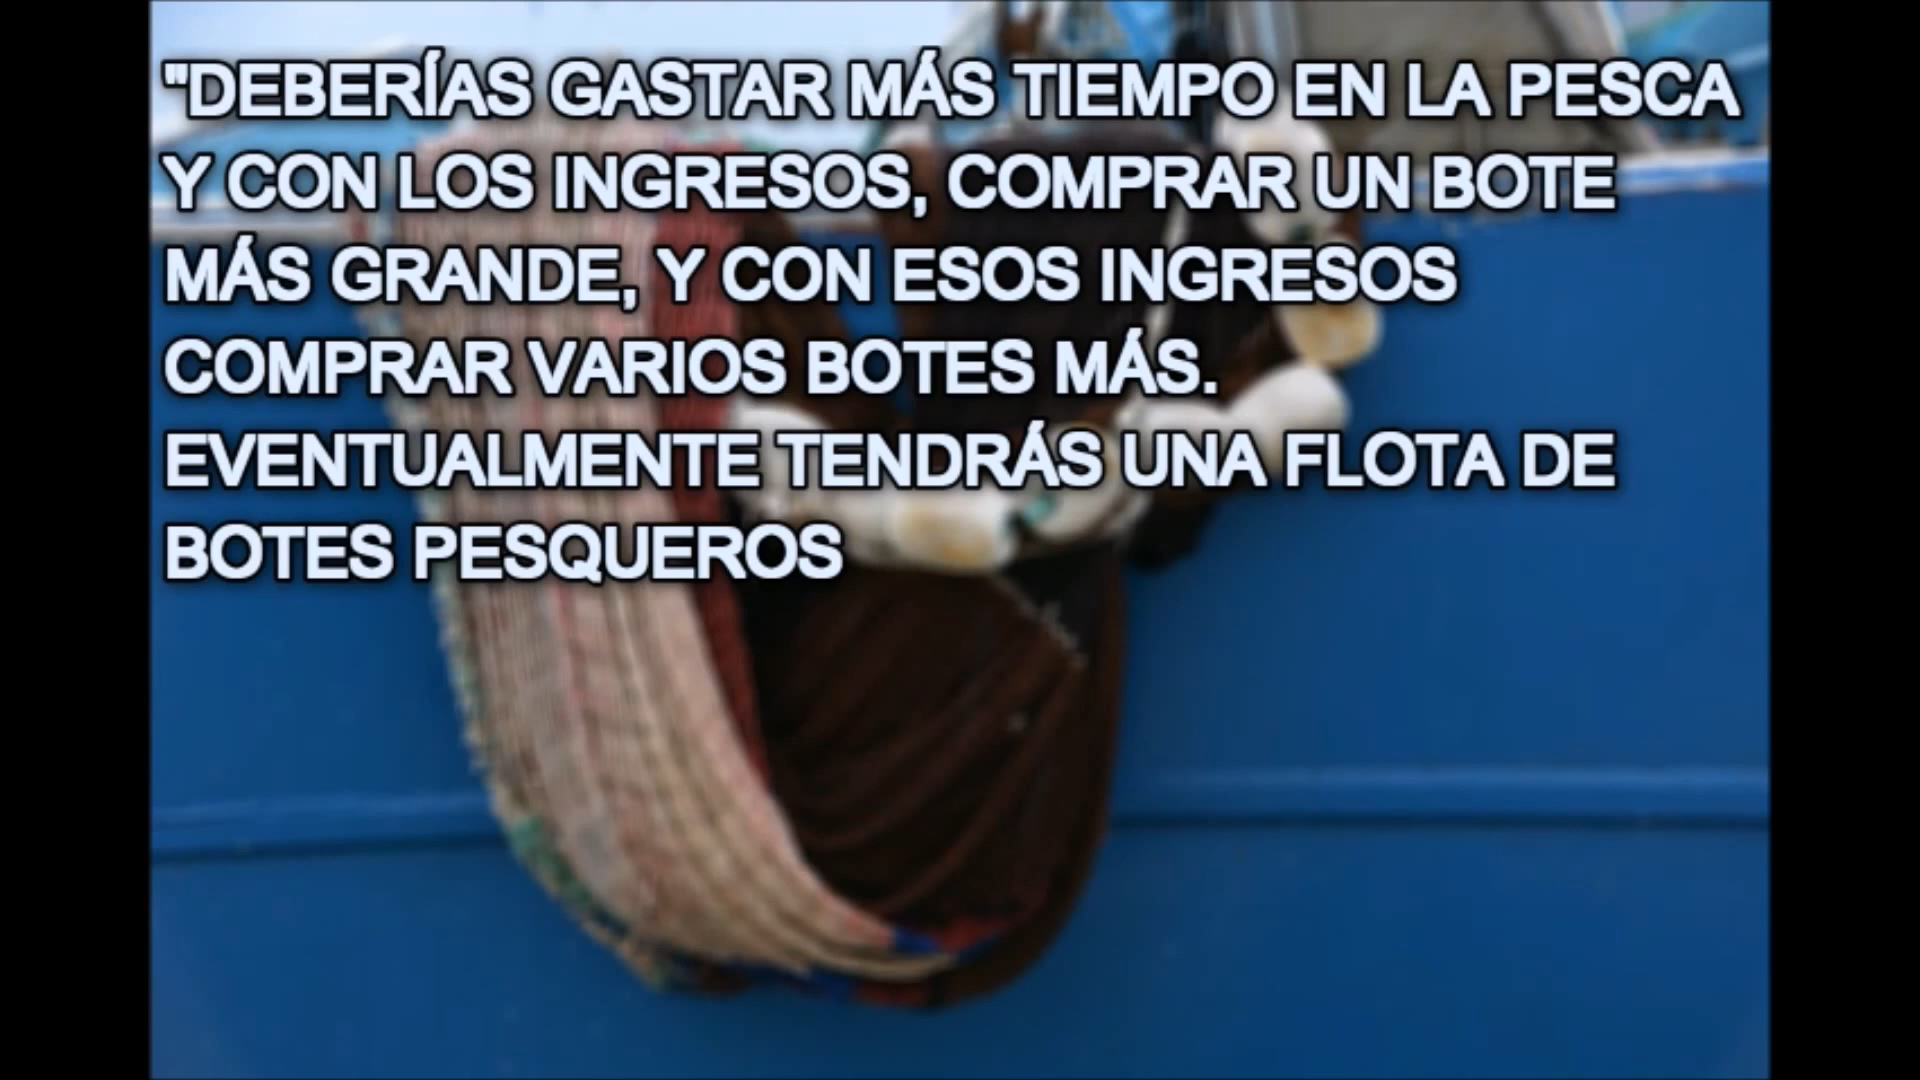 "DEBERÍAS GASTAR MÁS TIEMPO EN LA PESCA
Y CON LOS INGRESOS, COMPRAR UN BOTE
MÁS GRANDE, Y CON ESOS INGRESOS
COMPRAR VARIOS BOTES MÁS.
EVENTUALMENTE TENDRÁS UNA FLOTA DE
BOTES PESQUEROS